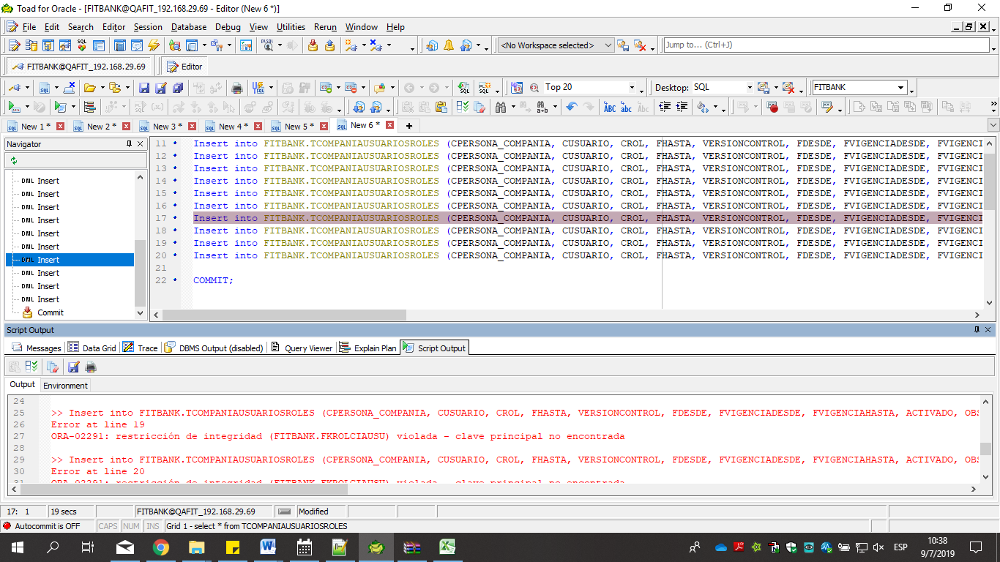 Toad for Oracle - [FITBANK@QAFIT_192.168.29.69 - Editor (New 6 *)]
File Edit Search Editor Session Database Debug View Utilities Rerun Window Help
SQL <No Workspace selected> Jump to... (Ctrl+J)
FITBANK@QAFIT_192.168.29.69 Editor
Top 20 Desktop: SQL FITBANK
New 1 * New 2 * New 3 * New 4 * New 5 * New 6 *
Navigator
DML Insert
DML Insert
DML Insert
DML Insert
DML Insert
DML Insert
DML Insert
DML Insert
DML Insert
DML Insert
Commit
11 Insert into FITBANK.TCOMPANIAUSUARIOSROLES (CPERSONA_COMPANIA, CUSUARIO, CROL, FHASTA, VERSIONCONTROL, FDESDE, FVIGENCIADESDE, FVIGENCI
12 Insert into FITBANK.TCOMPANIAUSUARIOSROLES (CPERSONA_COMPANIA, CUSUARIO, CROL, FHASTA, VERSIONCONTROL, FDESDE, FVIGENCIADESDE, FVIGENCI
13 Insert into FITBANK.TCOMPANIAUSUARIOSROLES (CPERSONA_COMPANIA, CUSUARIO, CROL, FHASTA, VERSIONCONTROL, FDESDE, FVIGENCIADESDE, FVIGENCI
14 Insert into FITBANK.TCOMPANIAUSUARIOSROLES (CPERSONA_COMPANIA, CUSUARIO, CROL, FHASTA, VERSIONCONTROL, FDESDE, FVIGENCIADESDE, FVIGENCI
15 Insert into FITBANK.TCOMPANIAUSUARIOSROLES (CPERSONA_COMPANIA, CUSUARIO, CROL, FHASTA, VERSIONCONTROL, FDESDE, FVIGENCIADESDE, FVIGENCI
16 Insert into FITBANK.TCOMPANIAUSUARIOSROLES (CPERSONA_COMPANIA, CUSUARIO, CROL, FHASTA, VERSIONCONTROL, FDESDE, FVIGENCIADESDE, FVIGENCI
17 Insert into FITBANK.TCOMPANIAUSUARIOSROLES (CPERSONA_COMPANIA, CUSUARIO, CROL, FHASTA, VERSIONCONTROL, FDESDE, FVIGENCIADESDE, FVIGENCI
18 Insert into FITBANK.TCOMPANIAUSUARIOSROLES (CPERSONA_COMPANIA, CUSUARIO, CROL, FHASTA, VERSIONCONTROL, FDESDE, FVIGENCIADESDE, FVIGENCI
19 Insert into FITBANK.TCOMPANIAUSUARIOSROLES (CPERSONA_COMPANIA, CUSUARIO, CROL, FHASTA, VERSIONCONTROL, FDESDE, FVIGENCIADESDE, FVIGENCI
20 Insert into FITBANK.TCOMPANIAUSUARIOSROLES (CPERSONA_COMPANIA, CUSUARIO, CROL, FHASTA, VERSIONCONTROL, FDESDE, FVIGENCIADESDE, FVIGENCI
21
22 COMMIT;
Script Output
Messages Data Grid Trace DBMS Output (disabled) Query Viewer Explain Plan Script Output
Output Environment
24
25 >> Insert into FITBANK.TCOMPANIAUSUARIOSROLES (CPERSONA_COMPANIA, CUSUARIO, CROL, FHASTA, VERSIONCONTROL, FDESDE, FVIGENCIADESDE, FVIGENCIAHASTA, ACTIVADO, OBS
26 Error at line 19
27 ORA-02291: restricción de integridad (FITBANK.FKROLCIAUSU) violada - clave principal no encontrada
28
29 >> Insert into FITBANK.TCOMPANIAUSUARIOSROLES (CPERSONA_COMPANIA, CUSUARIO, CROL, FHASTA, VERSIONCONTROL, FDESDE, FVIGENCIADESDE, FVIGENCIAHASTA, ACTIVADO, OBS
30 Error at line 20
31 ORA-02291: restricción de integridad (FITBANK.FKROLCIAUSU) violada - clave principal no encontrada
17: 1 19 secs FITBANK@QAFIT_192.168.29.69 Modified
Autocommit is OFF CAPS NUM INS Grid 1 - select * from TCOMPANIAUSUARIOSROLES
ESP 10:38
9/7/2019